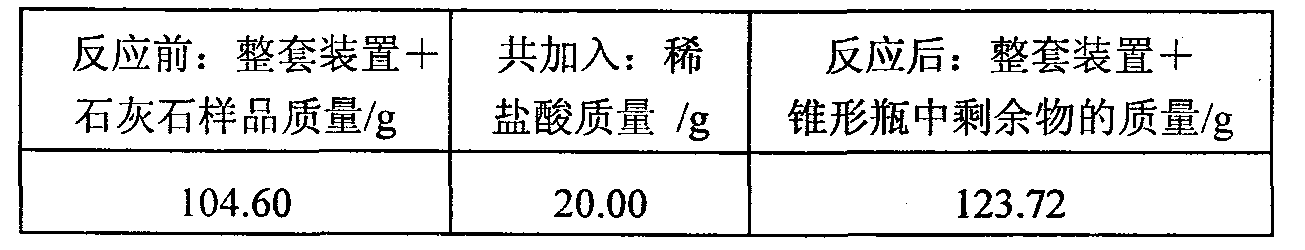 反应前：整套装置＋
石灰石样品质量/g
共加入：稀
盐酸质量 /g
反应后：整套装置＋
锥形瓶中剩余物的质量/g
104.60
20.00
123.72